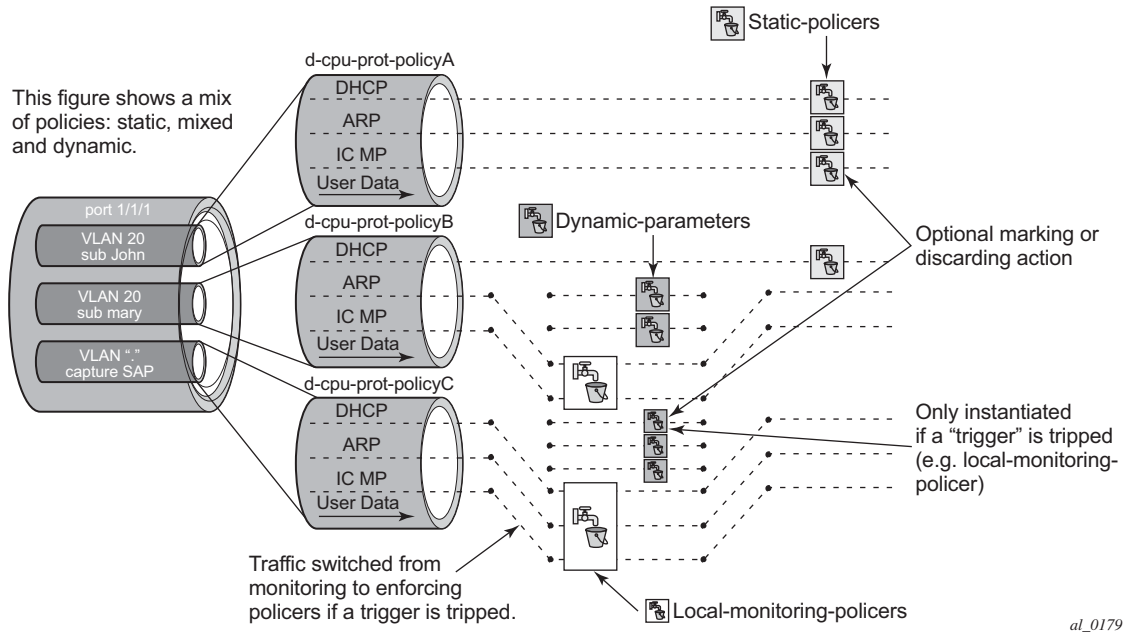 Static-policers
d-cpu-prot-policyA
This figure shows a mix
of policies: static, mixed
and dynamic.
DHCP
ARP
IC MP
User Data
port 1/1/1
VLAN 20
sub John
VLAN 20
sub mary
VLAN "."
capture SAP
d-cpu-prot-policyB
DHCP
ARP
IC MP
User Data
Dynamic-parameters
Optional marking or
discarding action
d-cpu-prot-policyC
DHCP
ARP
IC MP
User Data
Only instantiated
if a “trigger” is tripped
(e.g. local-monitoring-
policer)
Traffic switched from
monitoring to enforcing
policers if a trigger is tripped.
Local-monitoring-policers
al_0179